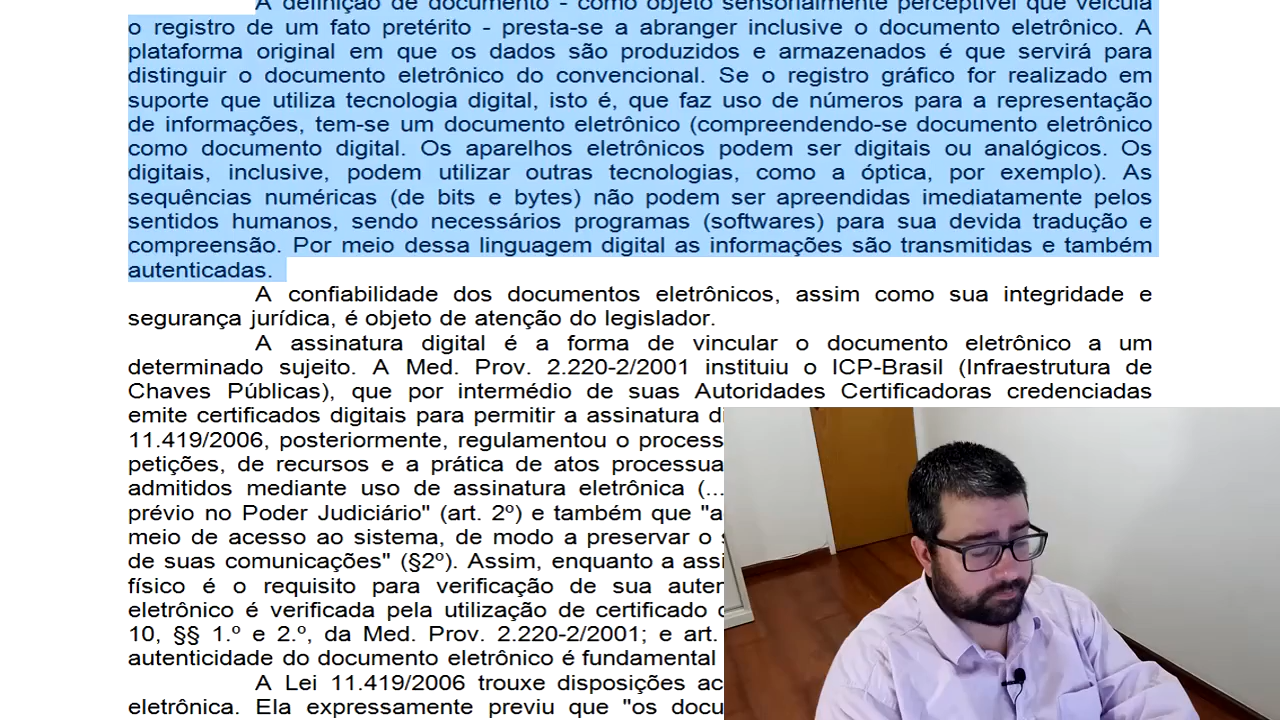 A definição de documento - como objeto sensorialmente perceptível que veicula
o registro de um fato pretérito - presta-se a abranger inclusive o documento eletrônico. A
plataforma original em que os dados são produzidos e armazenados é que servirá para
distinguir o documento eletrônico do convencional. Se o registro gráfico for realizado em
suporte que utiliza tecnologia digital, isto é, que faz uso de números para a representação
de informações, tem-se um documento eletrônico (compreendendo-se documento eletrônico
como documento digital. Os aparelhos eletrônicos podem ser digitais ou analógicos. Os
digitais, inclusive, podem utilizar outras tecnologias, como a óptica, por exemplo). As
sequências numéricas (de bits e bytes) não podem ser apreendidas imediatamente pelos
sentidos humanos, sendo necessários programas (softwares) para sua devida tradução e
compreensão. Por meio dessa linguagem digital as informações são transmitidas e também
autenticadas.
A confiabilidade dos documentos eletrônicos, assim como sua integridade e
segurança jurídica, é objeto de atenção do legislador.
A assinatura digital é a forma de vincular o documento eletrônico a um
determinado sujeito. A Med. Prov. 2.220-2/2001 instituiu o ICP-Brasil (Infraestrutura de
Chaves Públicas), que por intermédio de suas Autoridades Certificadoras credenciadas
emite certificados digitais para permitir a assinatura
11.419/2006, posteriormente, regulamentou o
petições, de recursos e a prática de atos
admitidos mediante uso de assinatura eletrônica (...
prévio no Poder Judiciário" (art. 2º) e também que "a
meio de acesso ao sistema, de modo a preservar o
de suas comunicações" (§2º). Assim, enquanto a
físico é o requisito para verificação de sua
eletrônico é verificada pela utilização de certificado
10, §§ 1.º e 2.º, da Med. Prov. 2.220-2/2001; e art.
autenticidade do documento eletrônico é fundamental
A Lei 11.419/2006 trouxe disposições
eletrônica. Ela expressamente previu que "os